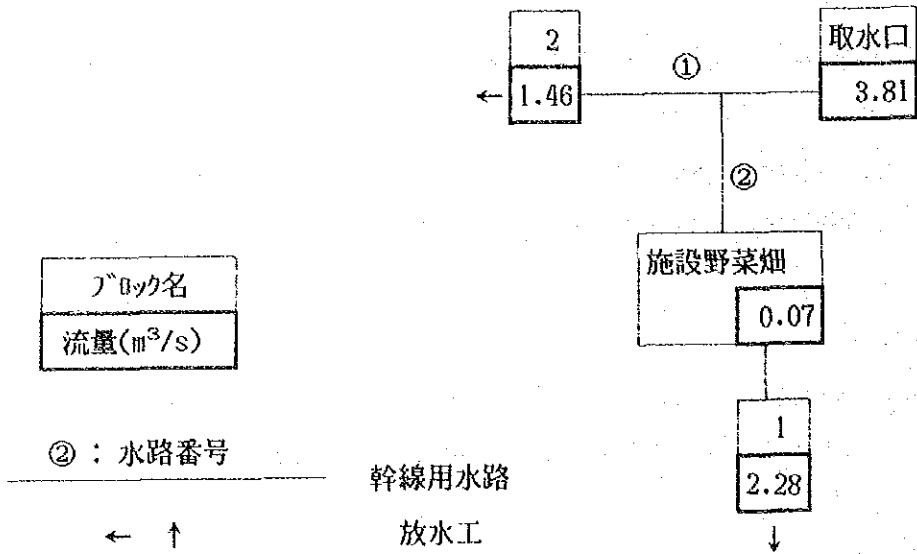 2
1.46
←
①
取水口
3.81
②
施設野菜畑
0.07
1
2.28
↓
ブロック名
流量(m³/s)
② : 水路番号
幹線用水路
← ↑ 放水工